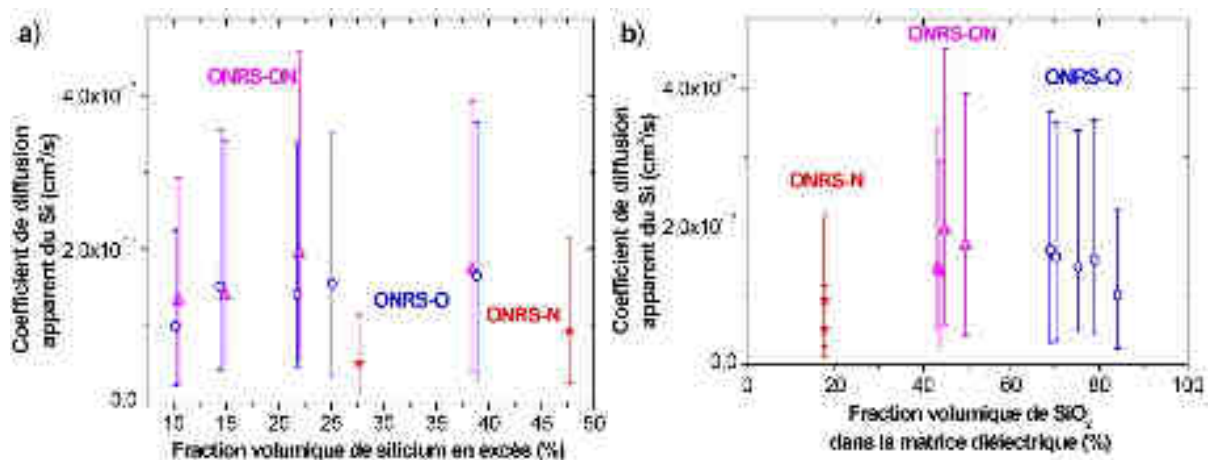 a)
ONRS-ON
Coefficient de diffusion
apparent du Si (cm²/s)
2.0x10
0.0
ONRS-O
ONRS-N
10 15 20 25 30 35 40 45 50
Fraction volumique de silicium en excès (%)
b)
ONRS-ON
ONRS-O
ONRS-N
Coefficient de diffusion
apparent du Si (cm²/s)
4.0x10
2.0x10
0.0
0 20 40 60 80 100
Fraction volumique de SiO₂
dans la matrice diélectrique (%)